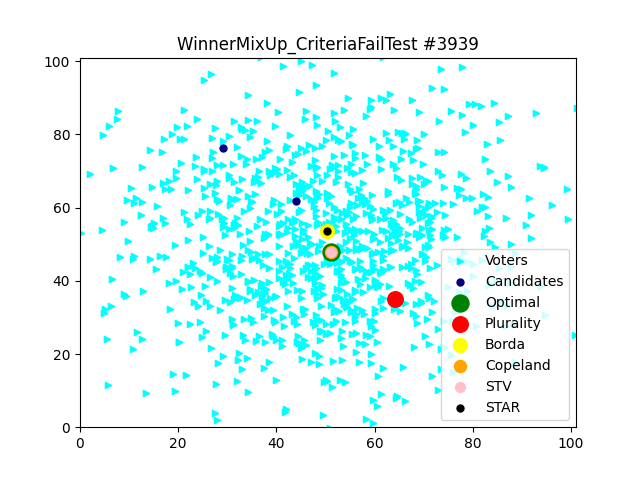 WinnerMixUp_CriteriaFailTest #3939
100
80
60
40
20
0
0
20
40
60
80
100
Voters
Candidates
Optimal
Plurality
Borda
Copeland
STV
STAR